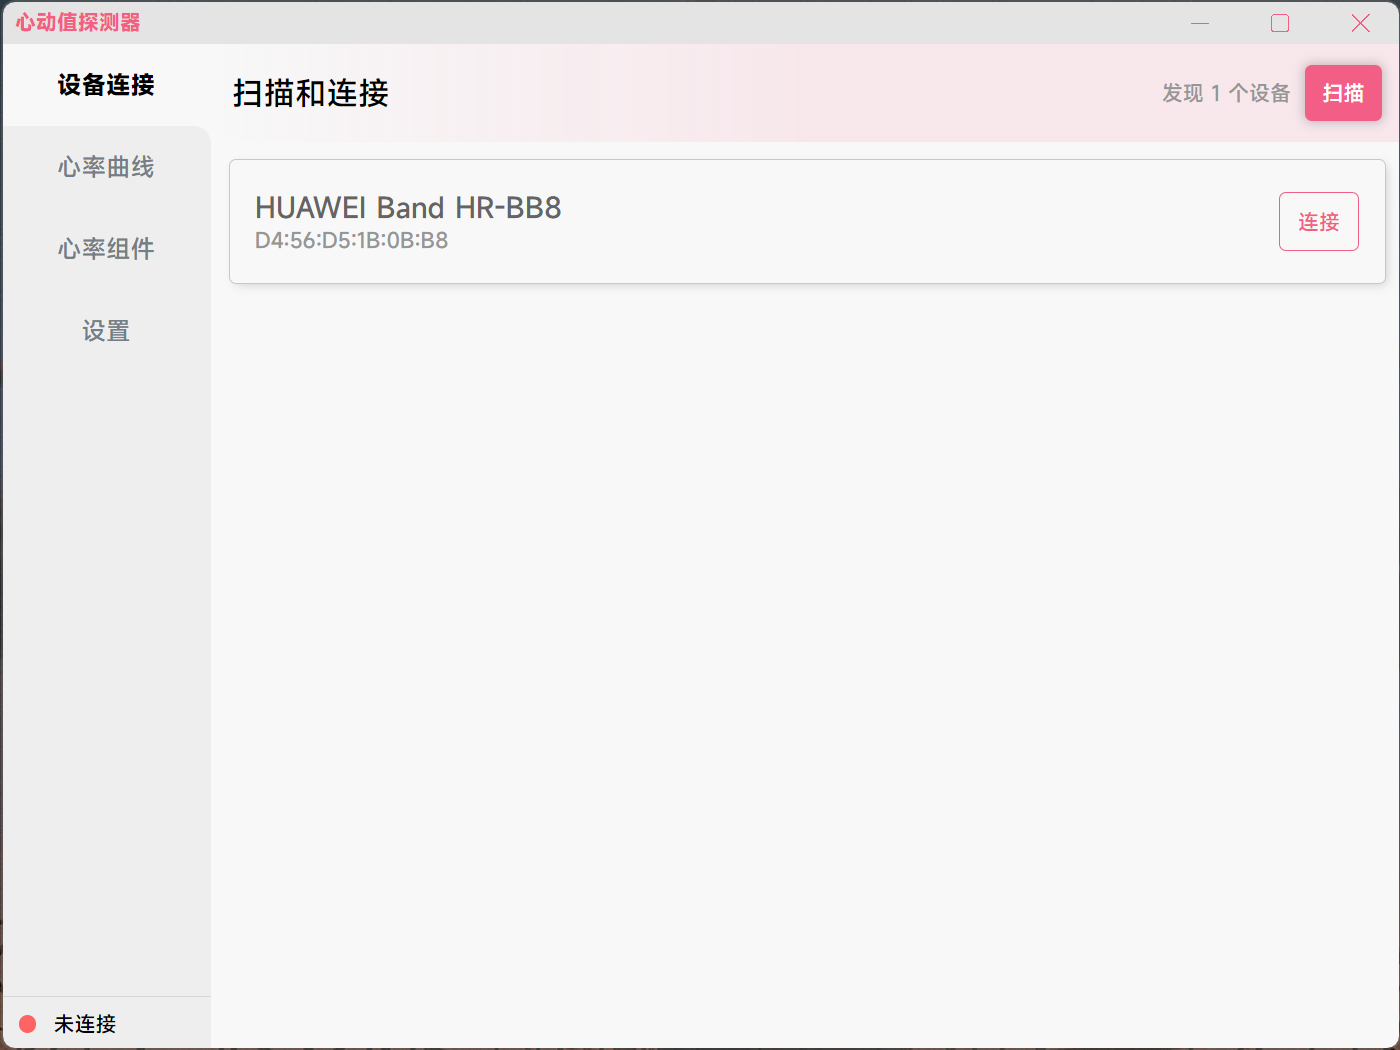 心动值探测器
设备连接
心率曲线
心率组件
设置
未连接
扫描和连接
发现 1 个设备
扫描
HUAWEI Band HR-BB8
D4:56:D5:1B:0B:B8
连接